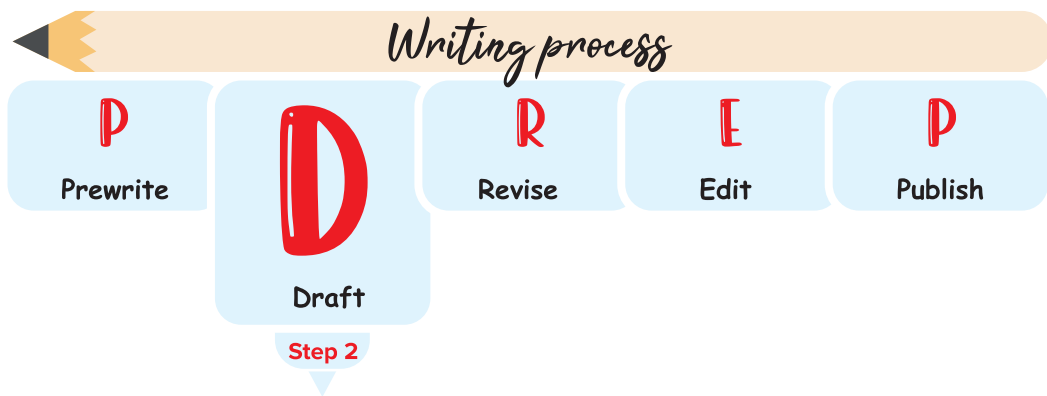 Writing process
P D R E P
Prewrite
Draft
Revise
Edit
Publish
Step 2